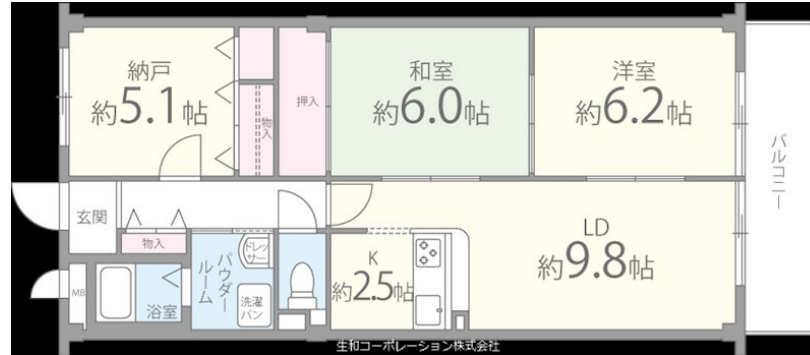 納戸
約5.1帖
物入
押入
和室
約6.0帖
洋室
約6.2帖
バルコニー
玄関
物入
MB
浴室
パウダー
ルーム
ドレッ
サー
洗濯
パン
K
約2.5帖
LD
約9.8帖
生和コーポレーション株式会社